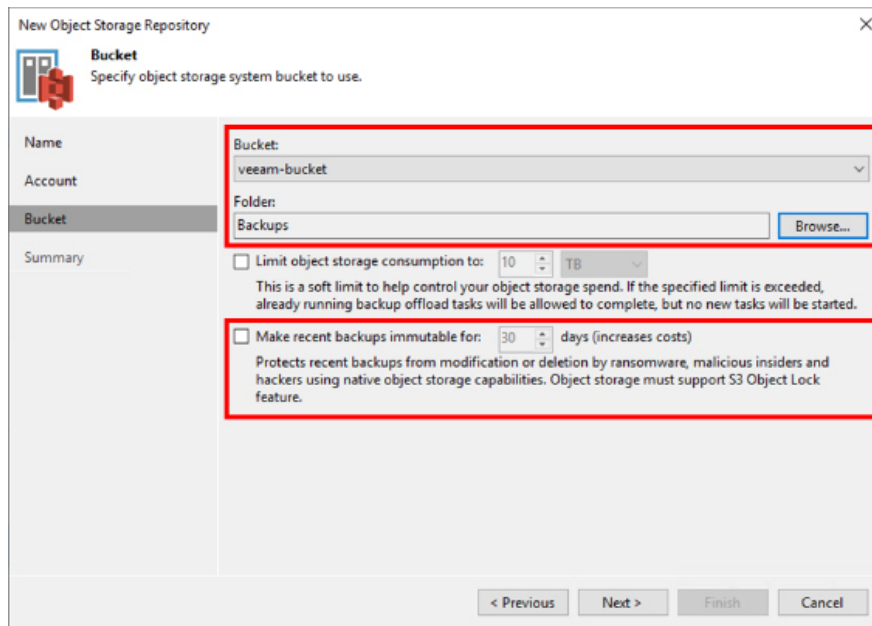 New Object Storage Repository
Bucket
Specify object storage system bucket to use.
Name
Account
Bucket
Summary
Bucket:
veeam-bucket
Folder:
Backups
Browse...
Limit object storage consumption to: 10 TB
This is a soft limit to help control your object storage spend. If the specified limit is exceeded,
already running backup offload tasks will be allowed to complete, but no new tasks will be started.
Make recent backups immutable for: 30 days (increases costs)
Protects recent backups from modification or deletion by ransomware, malicious insiders and
hackers using native object storage capabilities. Object storage must support S3 Object Lock
feature.
< Previous Next > Finish Cancel